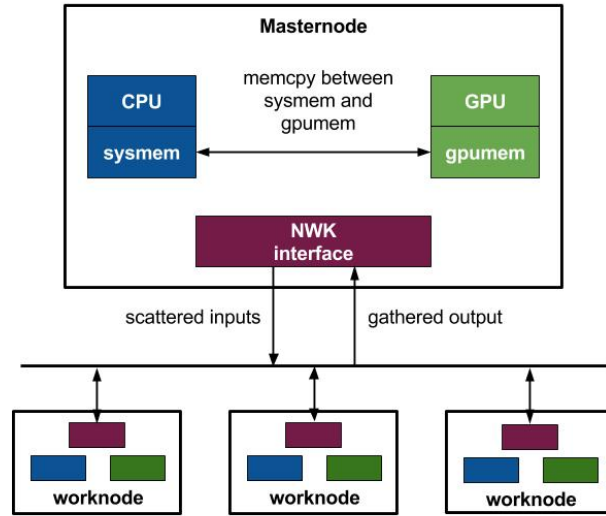 Masternode
memcpy between
sysmem and
gpumem
CPU
sysmem
GPU
gpumem
NWK
interface
scattered inputs
gathered output
worknode
worknode
worknode